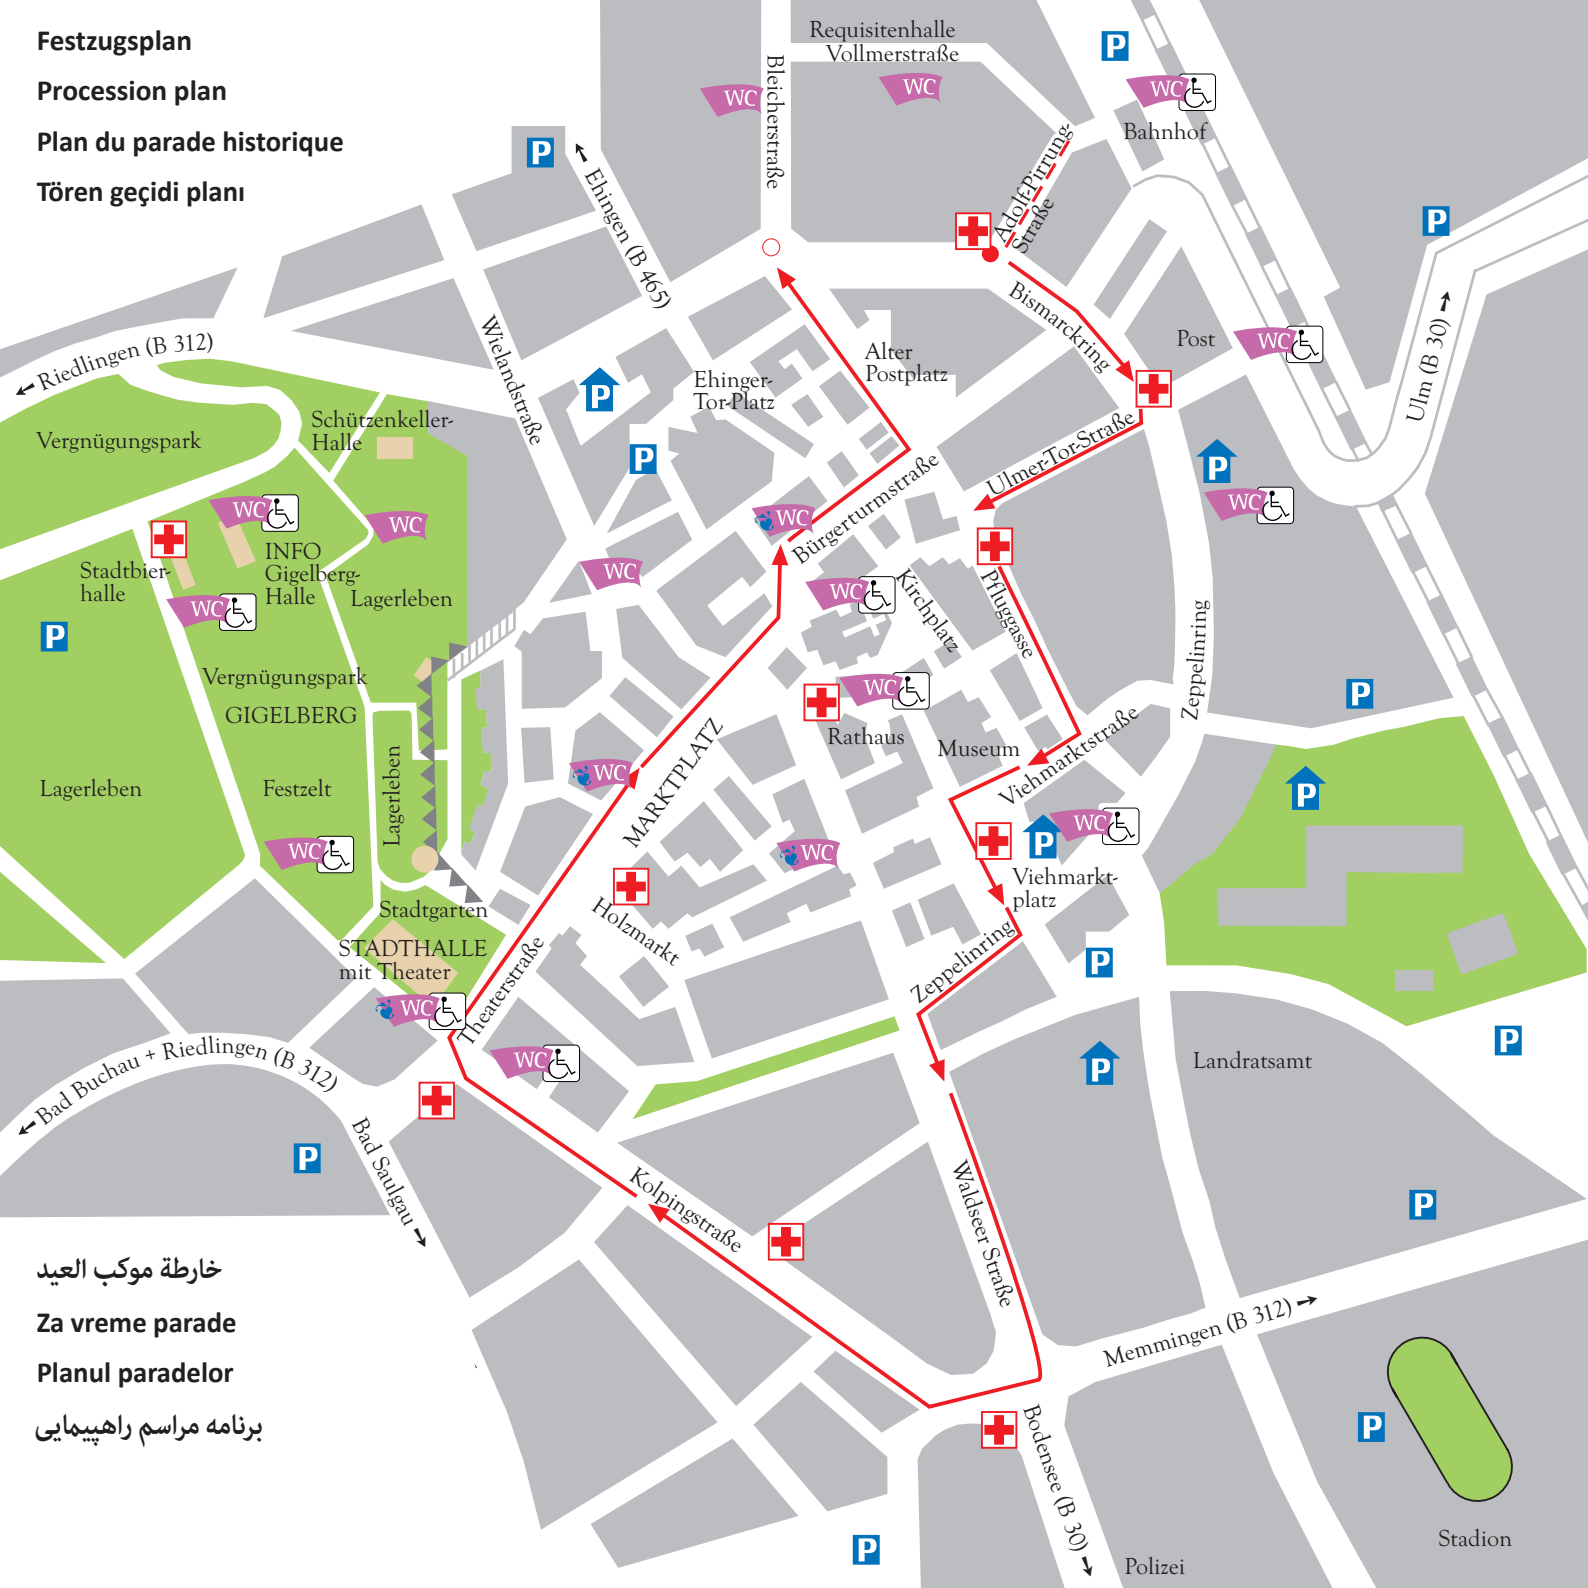 Festzugsplan
Procession plan
Plan du parade historique
Tören geçidi planı
Requisitenhalle
Vollmerstraße
Bleicherstraße
WC
WC
P
WC
Bahnhof
P
Ehingen (B 465)
Adolf-Pirrung-
Straße
P
Riedlingen (B 312)
Wielandstraße
Bismarckring
Post
WC
Ulm (B 30)
Alter
Postplatz
Ehinger-
Tor-Platz
P
P
Vergnügungspark
Schützenkeller-
Halle
Ulmer-Tor-Straße
P
WC
WC
WC
WC
Bürgerturmstraße
INFO
Gigelberg-
Halle
Stadtbier-
halle
WC
Lagerleben
WC
WC
Kirchplatz
Pfluggasse
P
Zeppelinring
Vergnügungspark
GIGELBERG
WC
Rathaus
Museum
Viehmarktstraße
P
Lagerleben
Festzelt
Lagerleben
WC
MARKTPLATZ
P
WC
WC
P
WC
Viehmarkt-
platz
Stadtgarten
STADTHALLE
mit Theater
Holzmarkt
Zeppelinring
P
WC
Theaterstraße
WC
P
P
Landratsamt
Bad Buchau + Riedlingen (B 312)
P
Bad Saulgau
Kolpingstraße
Waldseer Straße
P
خارطة موكب العيد
Za vreme parade
Planul paradelor
برنامه مراسم راهپیمایی
Memmingen (B 312)
Bodensee (B 30)
P
P
Stadion
Polizei